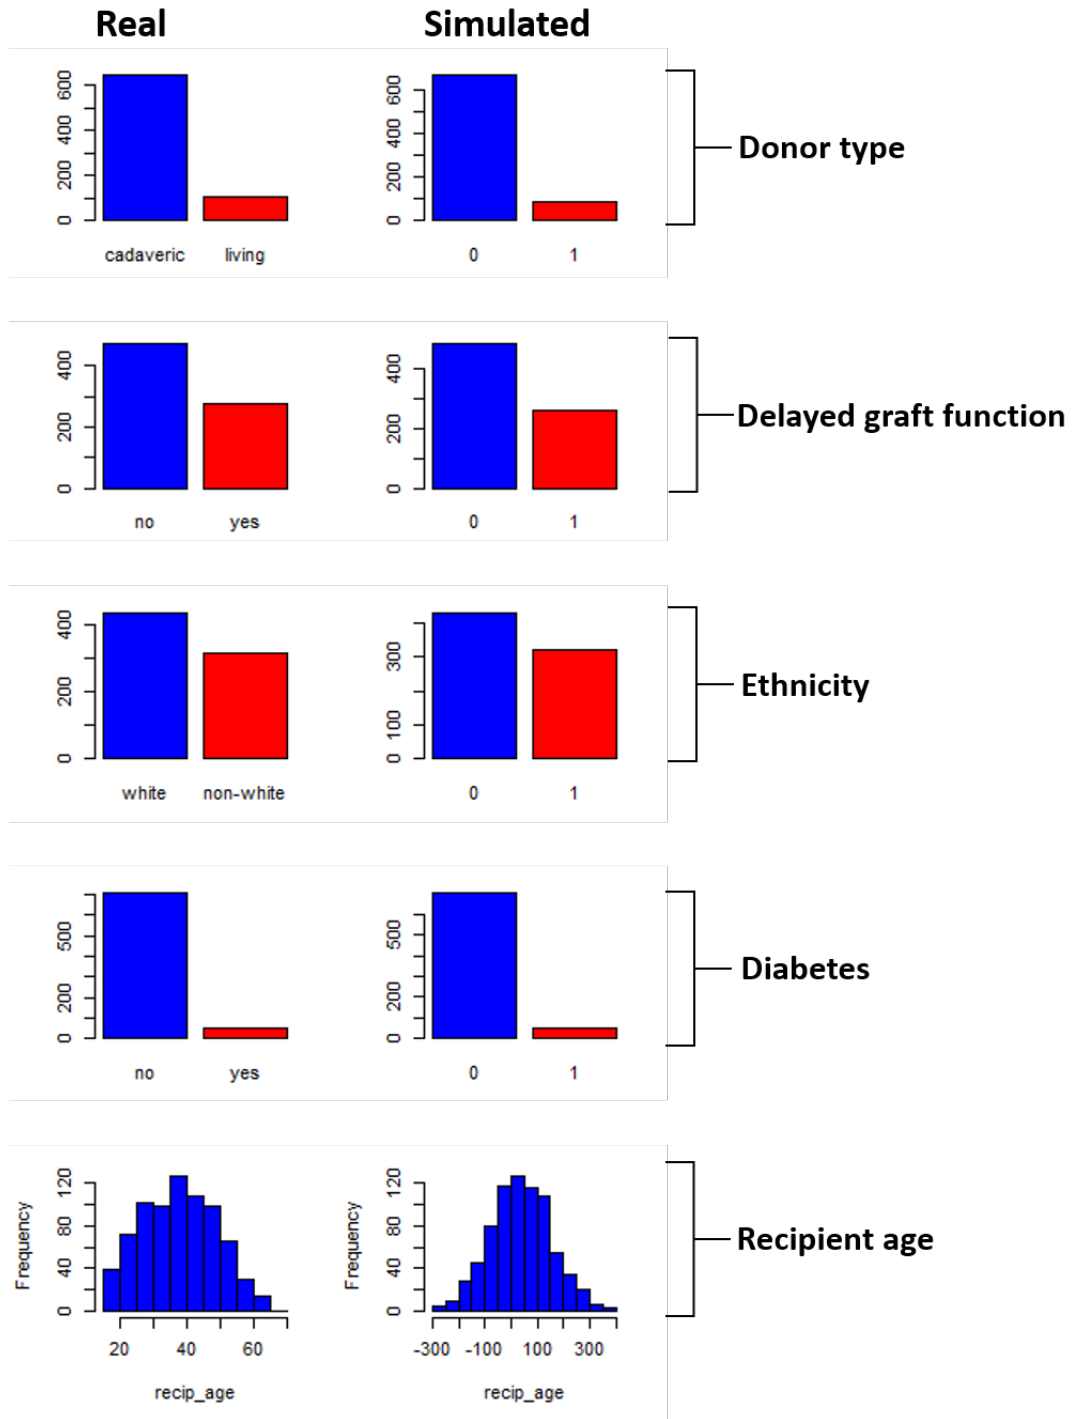 Real Simulated
600
400
200
0
cadaveric living
600
400
200
0
0 1
Donor type
400
200
0
no yes
400
200
0
0 1
Delayed graft function
400
200
0
white non-white
300
100
0
0 1
Ethnicity
500
200
0
no yes
500
200
0
0 1
Diabetes
Frequency
120
80
40
0
20 40 60
recip_age
Frequency
120
80
40
0
-300 -100 100 300
recip_age
Recipient age